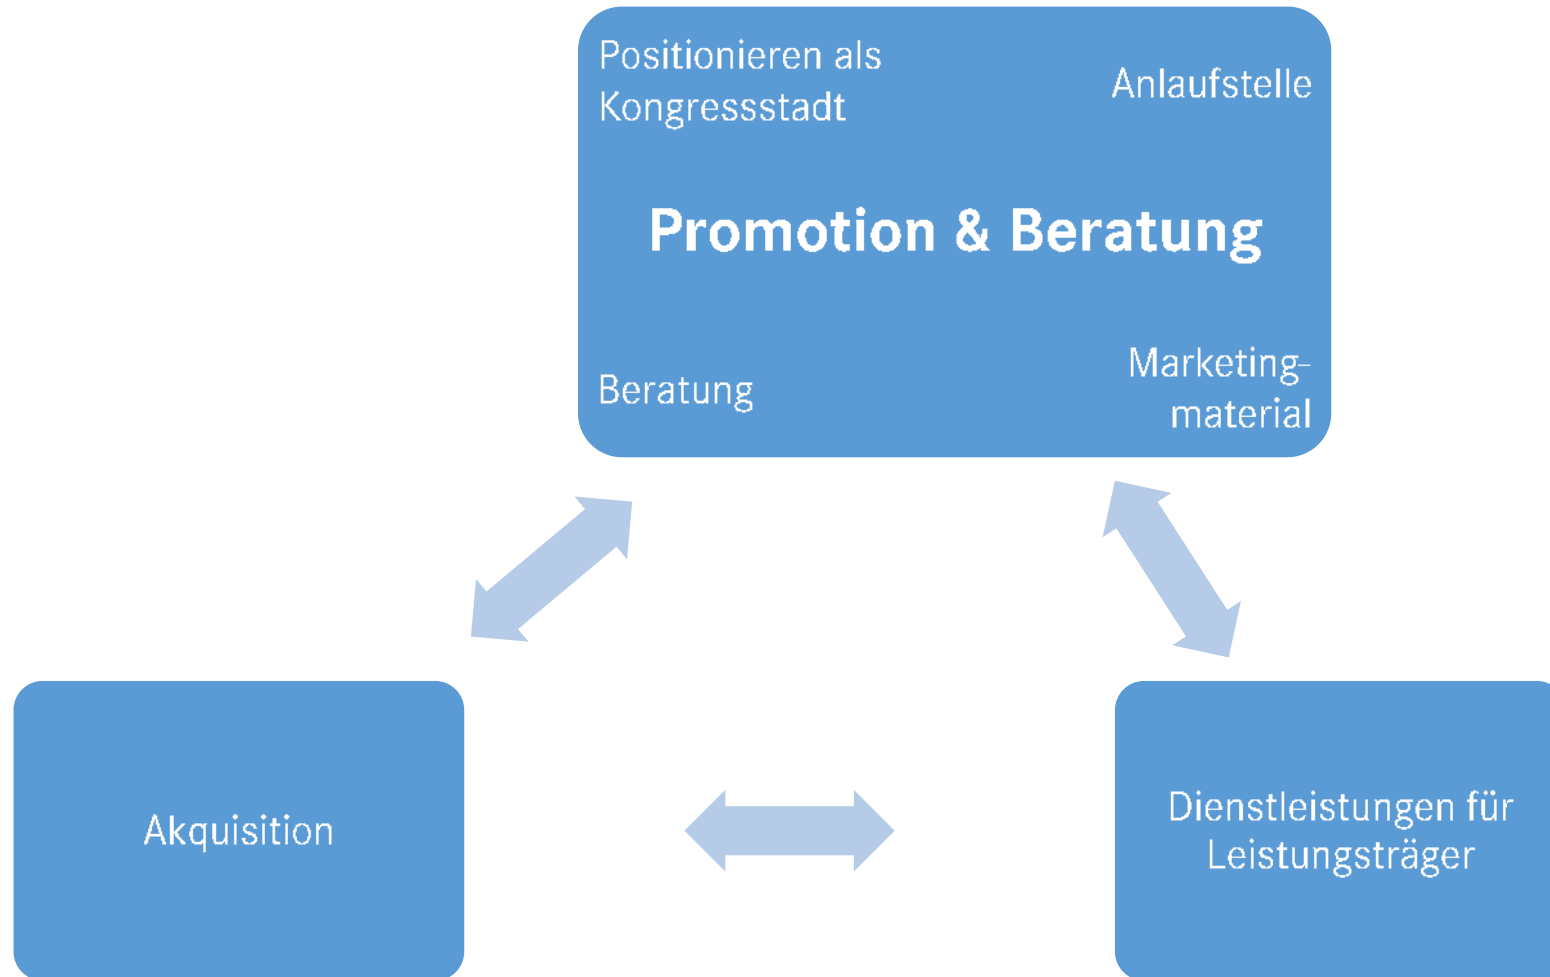 Positionieren als
Kongressstadt
Anlaufstelle
Promotion & Beratung
Beratung
Marketing-
material
Akquisition
Dienstleistungen für
Leistungsträger